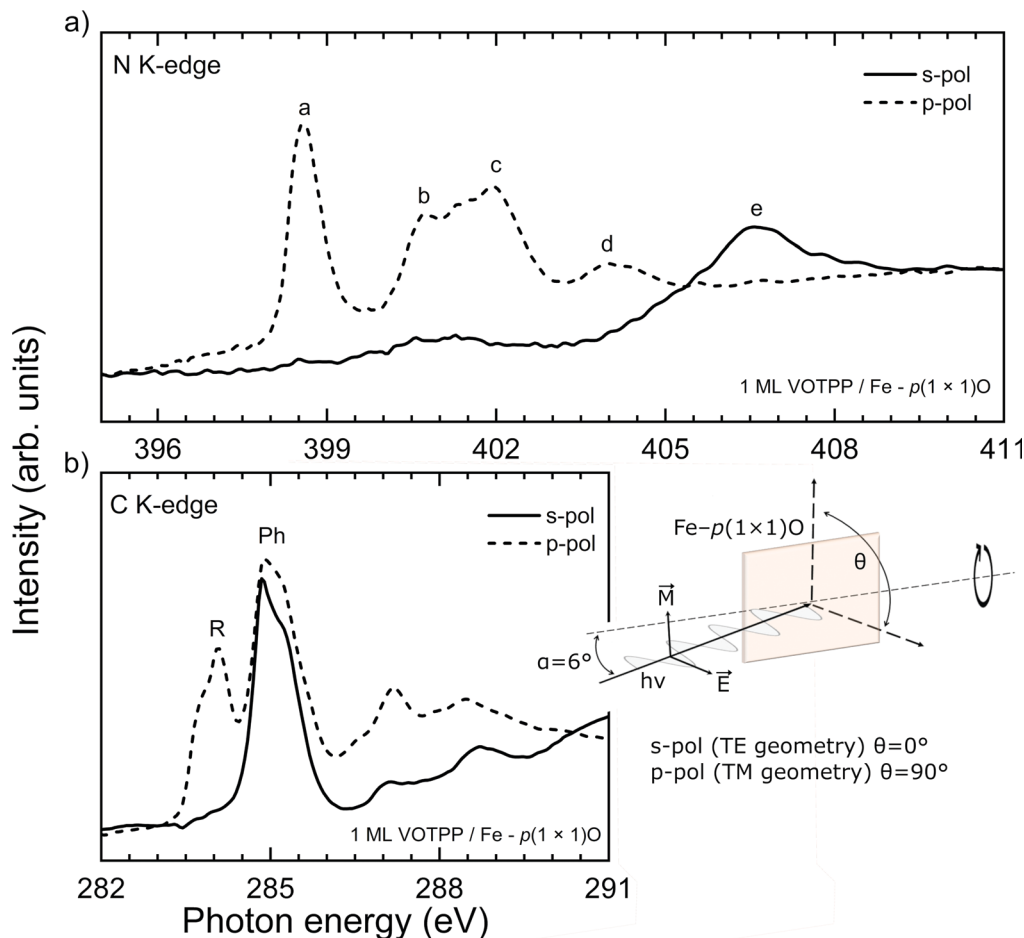 a)
N K-edge
s-pol
p-pol
a
b
c
d
e
1 ML VOTPP / Fe - p(1 × 1)O
396 399 402 405 408 411
Intensity (arb. units)
b)
C K-edge
s-pol
p-pol
Ph
R
1 ML VOTPP / Fe - p(1 × 1)O
282 285 288 291
Photon energy (eV)
Fe–p(1×1)O
θ
M
α=6°
hν
E
s-pol (TE geometry) θ=0°
p-pol (TM geometry) θ=90°